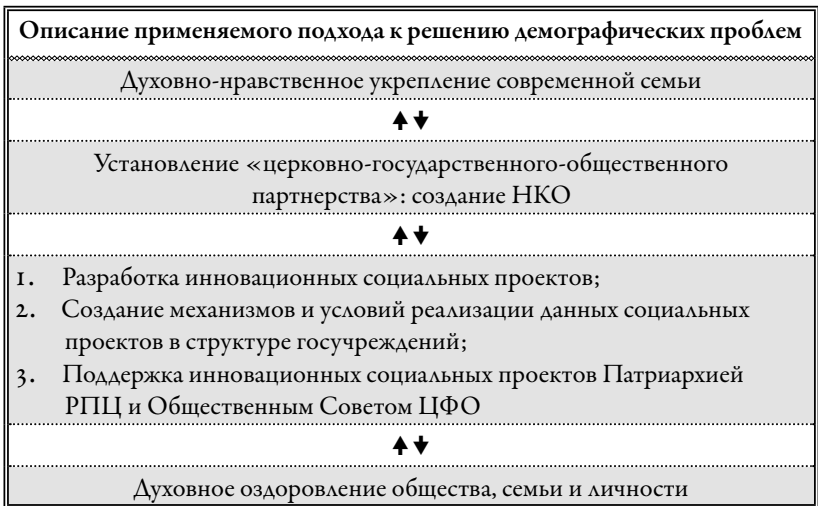 Описание применяемого подхода к решению демографических проблем
Духовно-нравственное укрепление современной семьи
Установление «церковно-государственного-общественного
партнерства»: создание НКО
1. Разработка инновационных социальных проектов;
2. Создание механизмов и условий реализации данных социальных
проектов в структуре госучреждений;
3. Поддержка инновационных социальных проектов Патриархией
РПЦ и Общественным Советом ЦФО
Духовное оздоровление общества, семьи и личности